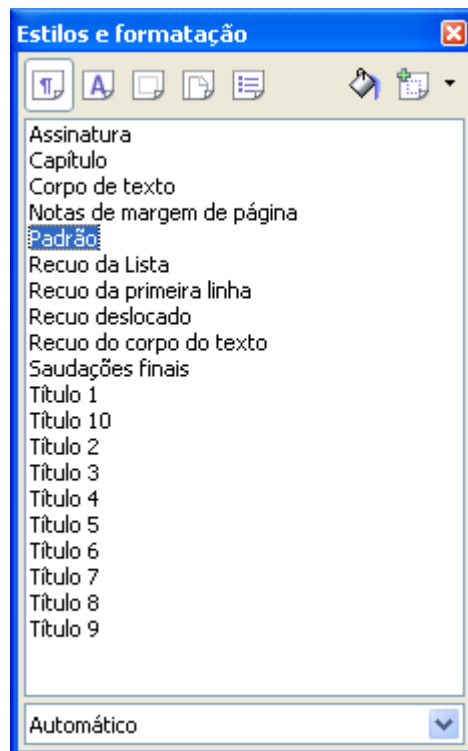 Estilos e formatação
Assinatura
Capítulo
Corpo de texto
Notas de margem de página
Padrão
Recuo da Lista
Recuo da primeira linha
Recuo deslocado
Recuo do corpo do texto
Saudações finais
Título 1
Título 10
Título 2
Título 3
Título 4
Título 5
Título 6
Título 7
Título 8
Título 9
Automático